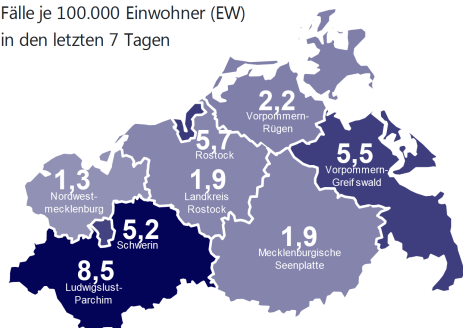 Fälle je 100.000 Einwohner (EW)
in den letzten 7 Tagen
2,2
Vorpommern-
Rügen
5,7
Rostock
5,5
Vorpommern-
Greifswald
1,3
Nordwest-
mecklenburg
1,9
Landkreis
Rostock
5,2
Schwerin
1,9
Mecklenburgische
Seenplatte
8,5
Ludwigslust-
Parchim